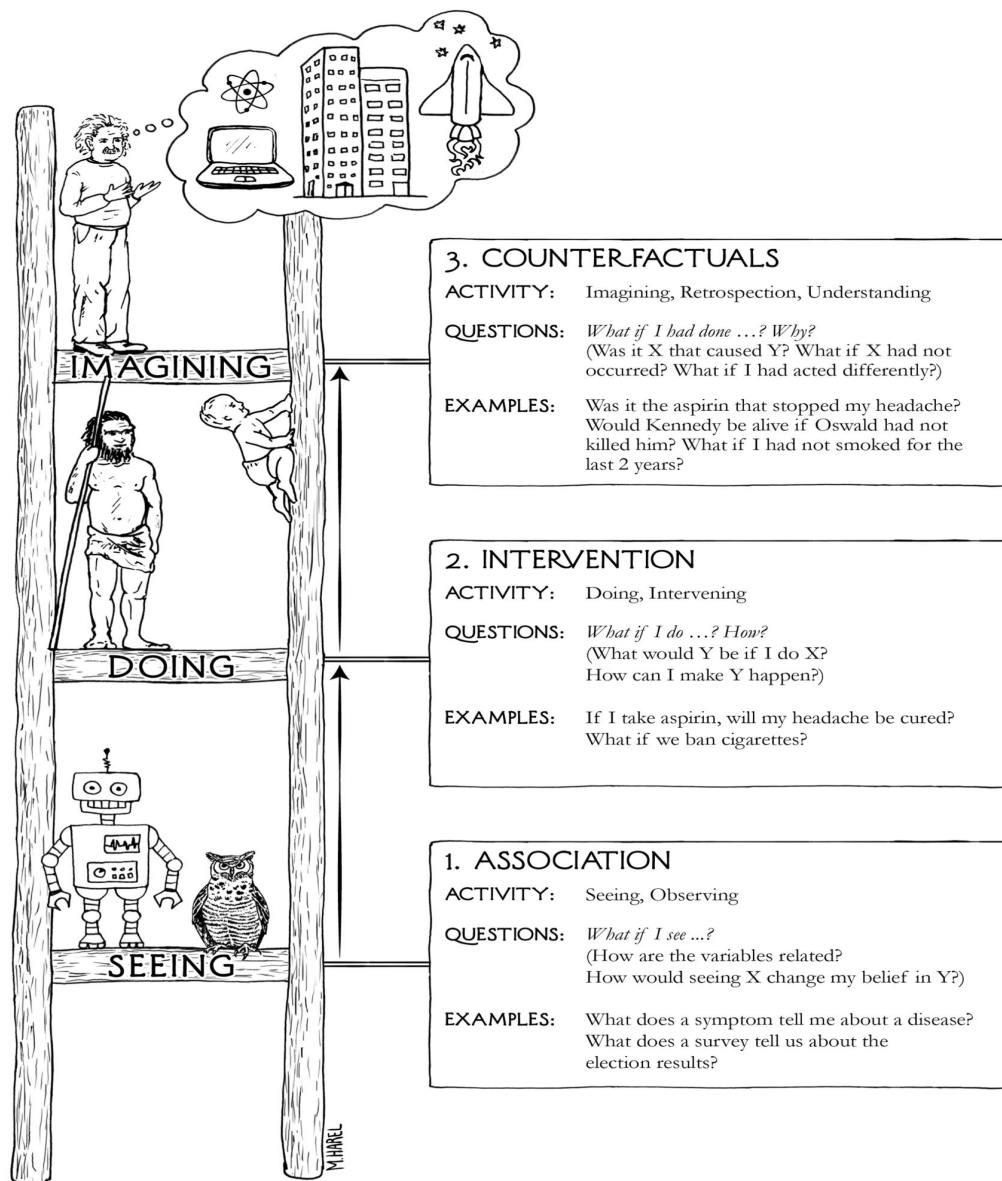 3. COUNTERFACTUALS
ACTIVITY: Imagining, Retrospection, Understanding
QUESTIONS: What if I had done …? Why?
(Was it X that caused Y? What if X had not
occurred? What if I had acted differently?)
EXAMPLES: Was it the aspirin that stopped my headache?
Would Kennedy be alive if Oswald had not
killed him? What if I had not smoked for the
last 2 years?
IMAGINING
2. INTERVENTION
ACTIVITY: Doing, Intervening
QUESTIONS: What if I do …? How?
(What would Y be if I do X?
How can I make Y happen?)
EXAMPLES: If I take aspirin, will my headache be cured?
What if we ban cigarettes?
DOING
1. ASSOCIATION
ACTIVITY: Seeing, Observing
QUESTIONS: What if I see ...?
(How are the variables related?
How would seeing X change my belief in Y?)
EXAMPLES: What does a symptom tell me about a disease?
What does a survey tell us about the
election results?
SEEING
M.HAREL